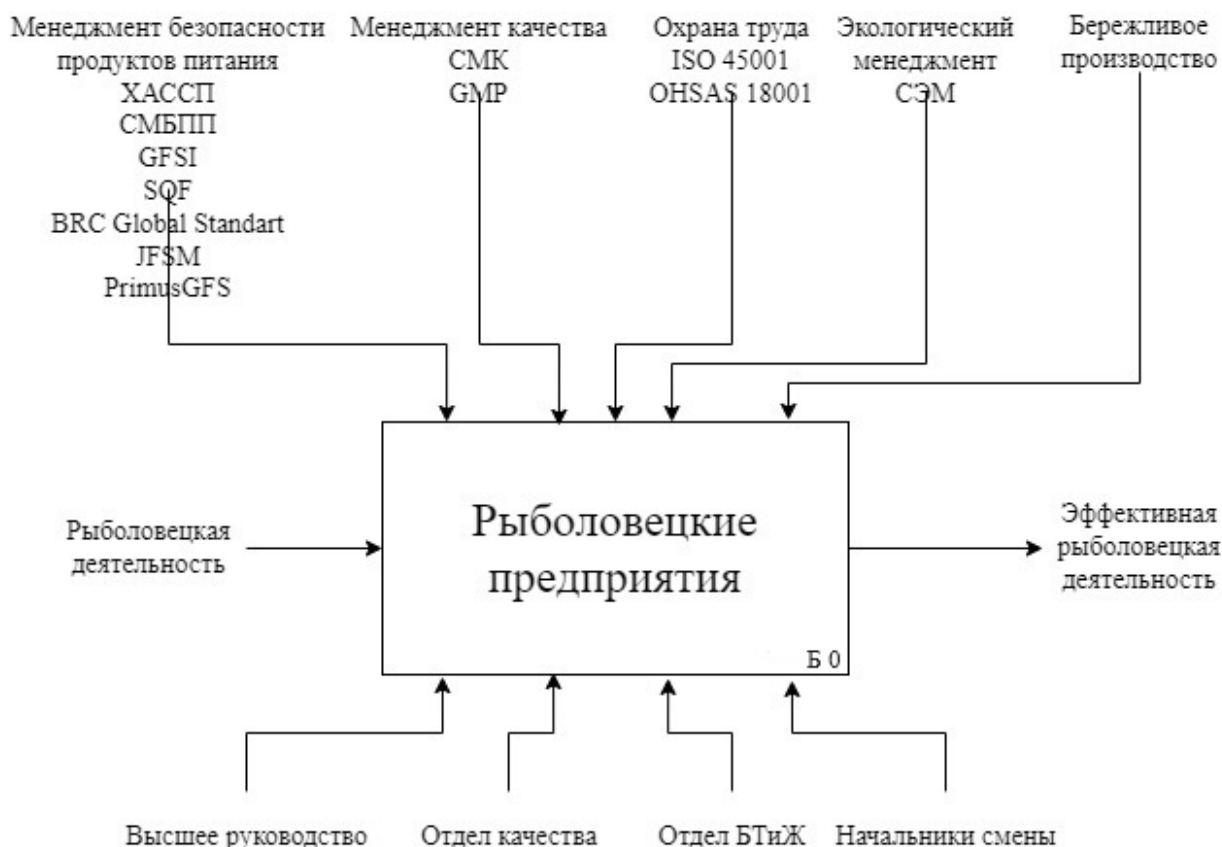 Менеджмент безопасности
продуктов питания
ХАССП
СМБПП
GFSI
SQF
BRC Global Standart
JFSM
PrimusGFS
Менеджмент качества
СМК
GMP
Охрана труда
ISO 45001
OHSAS 18001
Экологический
менеджмент
СЭМ
Бережливое
производство
Рыболовецкая
деятельность
Рыболовецкие
предприятия
Б 0
Эффективная
рыболовецкая
деятельность
Высшее руководство
Отдел качества
Отдел БТиЖ
Начальники смены